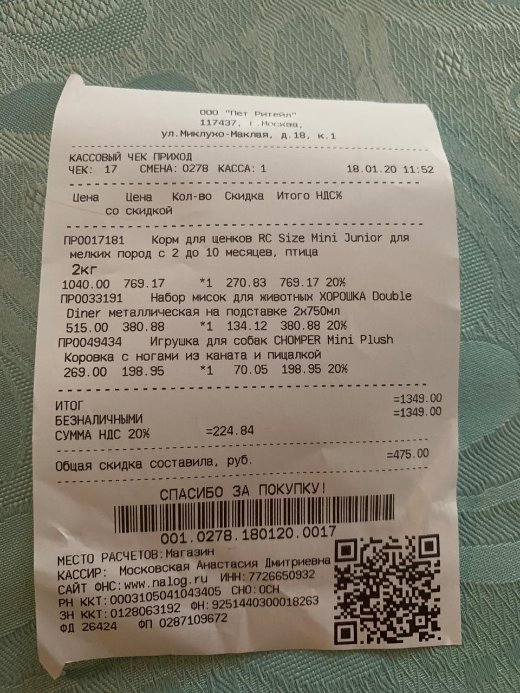 ООО "Пет Ритейл"
117437, г.Москва,
ул.Миклухо-Маклая, д.18, к.1
КАССОВЫЙ ЧЕК ПРИХОД
ЧЕК: 17 СМЕНА: 0278 КАССА: 1 18.01.20 11:52
Цена Цена Кол-во Скидка Итого НДС%
со скидкой
ПР0017181 Корм для щенков RC Size Mini Junior для
мелких пород с 2 до 10 месяцев, птица
2кг
1040.00 769.17 *1 270.83 769.17 20%
ПР0033191 Набор мисок для животных ХОРОШКА Double
Diner металлическая на подставке 2х750мл
515.00 380.88 *1 134.12 380.88 20%
ПР0049434 Игрушка для собак CHOMPER Mini Plush
Коровка с ногами из каната и пищалкой
269.00 198.95 *1 70.05 198.95 20%
ИТОГ =1349.00
БЕЗНАЛИЧНЫМИ =1349.00
СУММА НДС 20% =224.84
Общая скидка составила, руб. =475.00
СПАСИБО ЗА ПОКУПКУ!
001.0278.180120.0017
МЕСТО РАСЧЕТОВ:Магазин
КАССИР: Московская Анастасия Дмитриевна
САЙТ ФНС:www.nalog.ru ИНН:7726650932
РН ККТ:0003105041043405 СНО:ОСН
ЗН ККТ:0128063192 ФН:9251440300018263
ФД 26424 ФП 0287109672